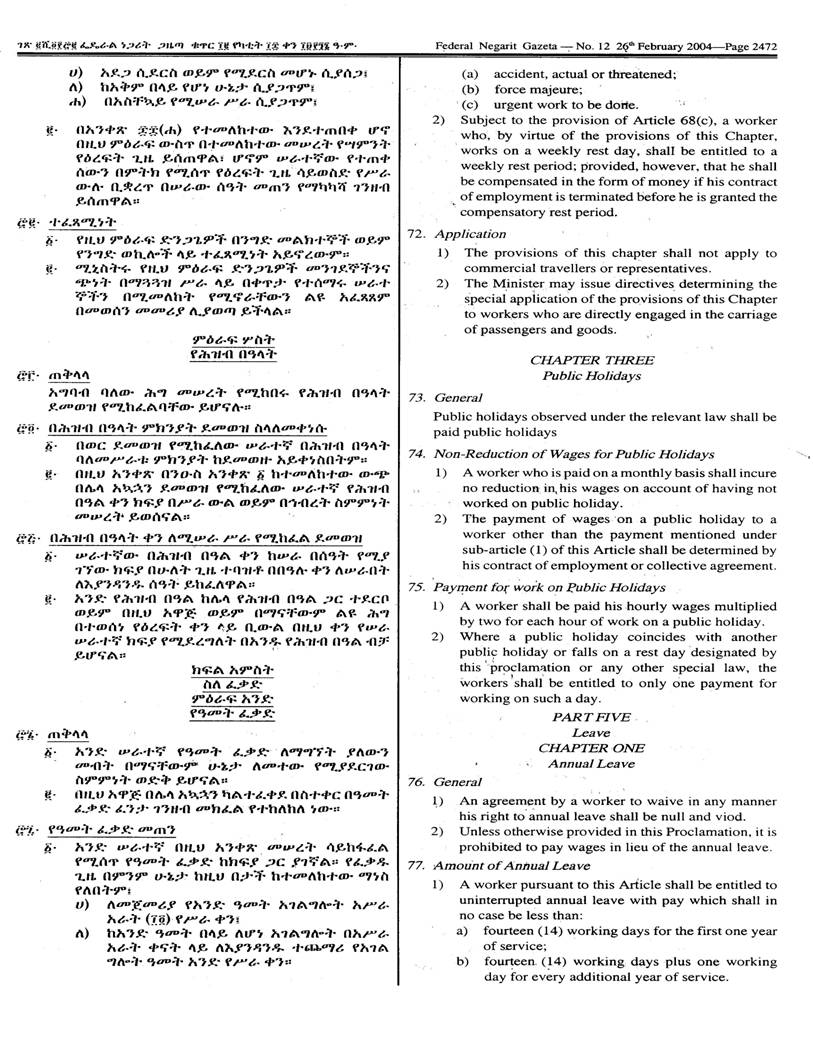 ገጽ ፪ሺ፬፻፸፪ ፌዴራል ነጋሪት ጋዜጣ ቁጥር ፲፪ የካቲት ፲፰ ቀን ፲፱፻፺፮ ዓ·ም·
Federal Negarit Gazeta — No. 12 26th February 2004—Page 2472
ሀ) አደጋ ሲደርስ ወይም የሚደርስ መሆኑ ሲያሰጋ፤
ለ) ከአቅም በላይ የሆነ ሁኔታ ሲያጋጥም፤
ሐ) በአስቸኳይ የሚሠራ ሥራ ሲያጋጥም፤
፪· በአንቀጽ ፷፰(ሐ) የተመለከተው እንደተጠበቀ ሆኖ
በዚህ ምዕራፍ ውስጥ በተመለከተው መሠረት የሣምንት
የዕረፍት ጊዜ ይሰጠዋል፤ ሆኖም ሠራተኛው የተጠቀ
ሰውን በምትክ የሚሰጥ የዕረፍት ጊዜ ሳይወስድ የሥራ
ውሉ ቢቋረጥ በሠራው ሰዓት መጠን የማካካሻ ገንዘብ
ይሰጠዋል።
፸፪· ተፈጻሚነት
፩· የዚህ ምዕራፍ ድንጋጌዎች በንግድ መልክተኞች ወይም
የንግድ ወኪሎች ላይ ተፈጻሚነት አይኖረውም።
፪· ሚኒስትሩ የዚህ ምዕራፍ ድንጋጌዎች መንገደኞችንና
ጭነት በማጓጓዝ ሥራ ላይ በቀጥታ የተሰማሩ ሠራተ
ኞችን በሚመለከት የሚኖራቸውን ልዩ አፈጻጸም
በመወሰን መመሪያ ሊያወጣ ይችላል።
ምዕራፍ ሦስት
የሕዝብ በዓላት
፸፫· ጠቅላላ
አግባብ ባለው ሕግ መሠረት የሚከበሩ የሕዝብ በዓላት
ደመወዝ የሚከፈልባቸው ይሆናሉ።
፸፬· በሕዝብ በዓላት ምክንያት ደመወዝ ስላለመቀነሱ
፩· በወር ደመወዝ የሚከፈለው ሠራተኛ በሕዝብ በዓላት
ባለመሥራቱ ምክንያት ከደመወዙ አይቀነስበትም።
፪· በዚህ አንቀጽ በንዑስ አንቀጽ ፩ ከተመለከተው ውጭ
በሌላ አኳኋን ደመወዝ የሚከፈለው ሠራተኛ የሕዝብ
በዓል ቀን ክፍያ በሥራ ውል ወይም በኅብረት ስምምነት
መሠረት ይወሰናል።
፸፭· በሕዝብ በዓላት ቀን ለሚሠራ ሥራ የሚከፈል ደመወዝ
፩· ሠራተኛው በሕዝብ በዓል ቀን ከሠራ በሰዓት የሚያ
ገኘው ክፍያ በሁለት ጊዜ ተባዝቶ በበዓሉ ቀን ለሠራበት
ለእያንዳንዱ ሰዓት ይከፈለዋል።
፪· አንድ የሕዝብ በዓል ከሌላ የሕዝብ በዓል ጋር ተደርቦ
ወይም በዚህ አዋጅ ወይም በማናቸውም ልዩ ሕግ
በተወሰነ የዕረፍት ቀን ላይ ቢውል በዚህ ቀን የሠራ
ሠራተኛ ክፍያ የሚደረግለት በአንዱ የሕዝብ በዓል ብቻ
ይሆናል።
ክፍል አምስት
ስለ ፈቃድ
ምዕራፍ አንድ
የዓመት ፈቃድ
፸፮· ጠቅላላ
፩· አንድ ሠራተኛ የዓመት ፈቃድ ለማግኘት ያለውን
መብት በማናቸውም ሁኔታ ለመተው የሚያደርገው
ስምምነት ወድቅ ይሆናል።
፪· በዚህ አዋጅ በሌላ አኳኋን ካልተፈቀደ በስተቀር በዓመት
ፈቃድ ፈንታ ገንዘብ መክፈል የተከለከለ ነው።
፸፯· የዓመት ፈቃድ መጠን
፩· አንድ ሠራተኛ በዚህ አንቀጽ መሠረት ሳይከፋፈል
የሚሰጥ የዓመት ፈቃድ ከክፍያ ጋር ያገኛል። የፈቃዱ
ጊዜ በምንም ሁኔታ ከዚህ በታች ከተመለከተው ማነስ
የለበትም፤
ሀ) ለመጀመሪያ የአንድ ዓመት አገልግሎት አሥራ
አራት (፲፬) የሥራ ቀን፤
ለ) ከአንድ ዓመት በላይ ለሆነ አገልግሎት በአሥራ
አራት ቀናት ላይ ለእያንዳንዱ ተጨማሪ የአገል
ግሎት ዓመት አንድ የሥራ ቀን።
(a) accident, actual or threatened;
(b) force majeure;
(c) urgent work to be done.
2) Subject to the provision of Article 68(c), a worker
who, by virtue of the provisions of this Chapter,
works on a weekly rest day, shall be entitled to a
weekly rest period; provided, however, that he shall
be compensated in the form of money if his contract
of employment is terminated before he is granted the
compensatory rest period.
72. Application
1) The provisions of this chapter shall not apply to
commercial travellers or representatives.
2) The Minister may issue directives determining the
special application of the provisions of this Chapter
to workers who are directly engaged in the carriage
of passengers and goods.
CHAPTER THREE
Public Holidays
73. General
Public holidays observed under the relevant law shall be
paid public holidays
74. Non-Reduction of Wages for Public Holidays
1) A worker who is paid on a monthly basis shall incure
no reduction in his wages on account of having not
worked on public holiday.
2) The payment of wages on a public holiday to a
worker other than the payment mentioned under
sub-article (1) of this Article shall be determined by
his contract of employment or collective agreement.
75. Payment for work on Public Holidays
1) A worker shall be paid his hourly wages multiplied
by two for each hour of work on a public holiday.
2) Where a public holiday coincides with another
public holiday or falls on a rest day designated by
this proclamation or any other special law, the
workers shall be entitled to only one payment for
working on such a day.
PART FIVE
Leave
CHAPTER ONE
Annual Leave
76. General
1) An agreement by a worker to waive in any manner
his right to annual leave shall be null and viod.
2) Unless otherwise provided in this Proclamation, it is
prohibited to pay wages in lieu of the annual leave.
77. Amount of Annual Leave
1) A worker pursuant to this Article shall be entitled to
uninterrupted annual leave with pay which shall in
no case be less than:
a) fourteen (14) working days for the first one year
of service;
b) fourteen (14) working days plus one working
day for every additional year of service.